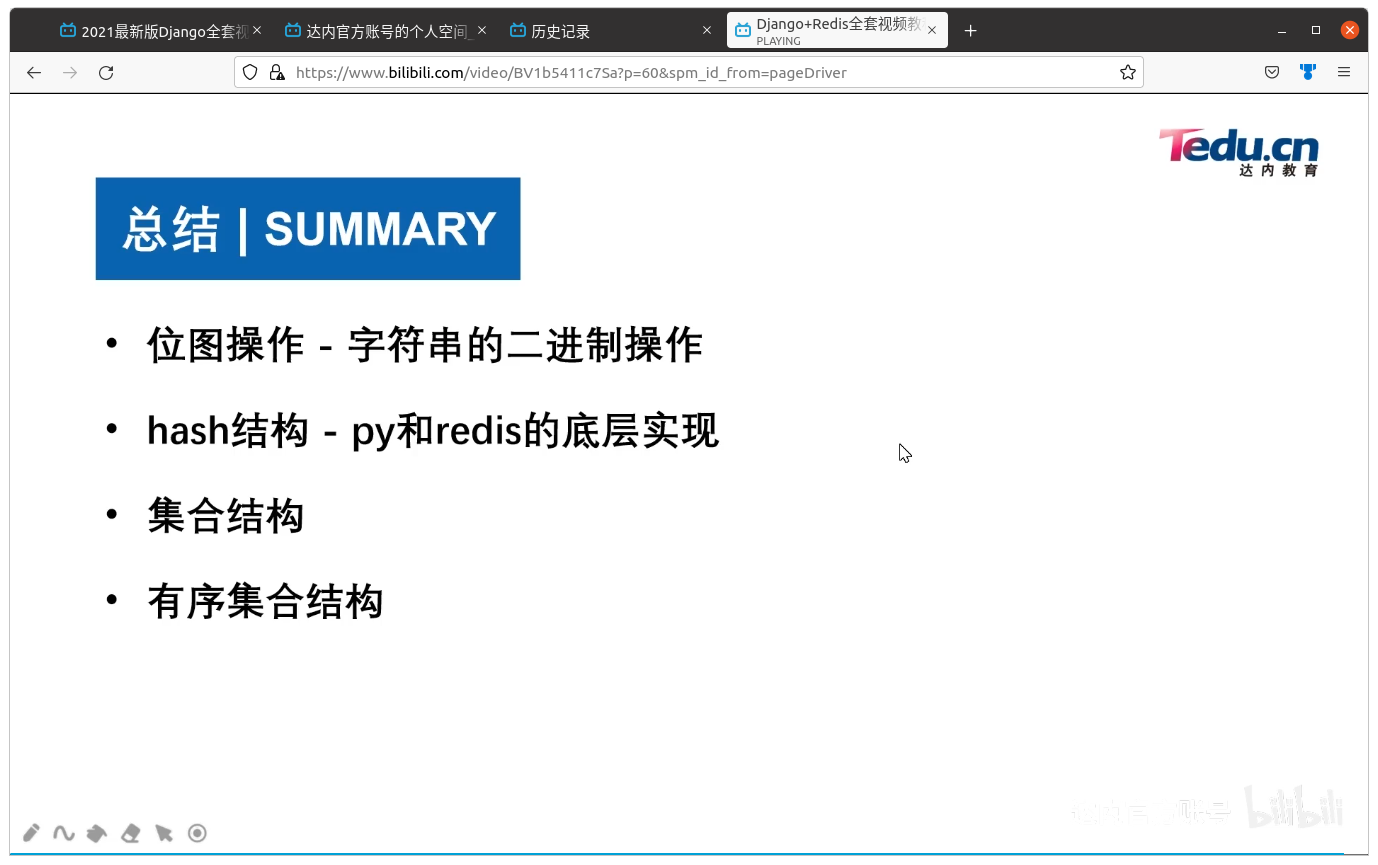 2021最新版Django全套视
达内官方账号的个人空间_
历史记录
Django+Redis全套视频教
PLAYING
https://www.bilibili.com/video/BV1b5411c7Sa?p=60&spm_id_from=pageDriver
Tedu.cn
达内教育
总结 | SUMMARY
• 位图操作 - 字符串的二进制操作
• hash结构 - py和redis的底层实现
• 集合结构
• 有序集合结构
达内官方账号 bilibili